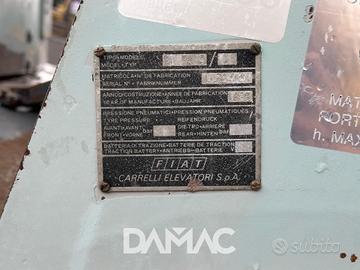 TIPO·MODELE
MODEL·TYP
MATRICOLA·N° DE FABRICATION
SERIAL N°·FABRIKNUMMER
ANNO COSTRUZIONE·ANNEE DE FABRICATION
YEAR OF MANUFACTURE·BAUJAHR
PRESSIONE PNEUMATICI·PRESSION PNEUMATIQUES
TYRE PRESSURE·REIFENDRUCK
AVANTI·AVANT bar DIETRO·ARRIERE bar
FRONT·VORNE REAR·HINTEN
BATTERIA DI TRAZIONE·BATTERIE DE TRACTION
TRACTION BATTERY·ANTRIEBS-BATTERIE V
FIAT
CARRELLI ELEVATORI S.p.A.
MAT
PORT
h. MAX
DAMAC
subito